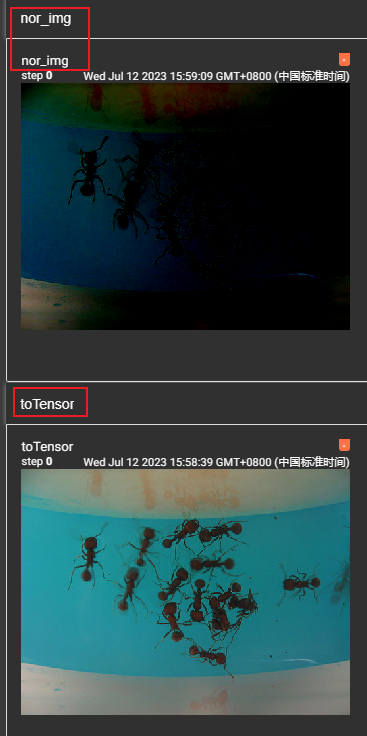 nor_img
nor_img
step 0 Wed Jul 12 2023 15:59:09 GMT+0800 (中国标准时间)
toTensor
toTensor
step 0 Wed Jul 12 2023 15:58:39 GMT+0800 (中国标准时间)